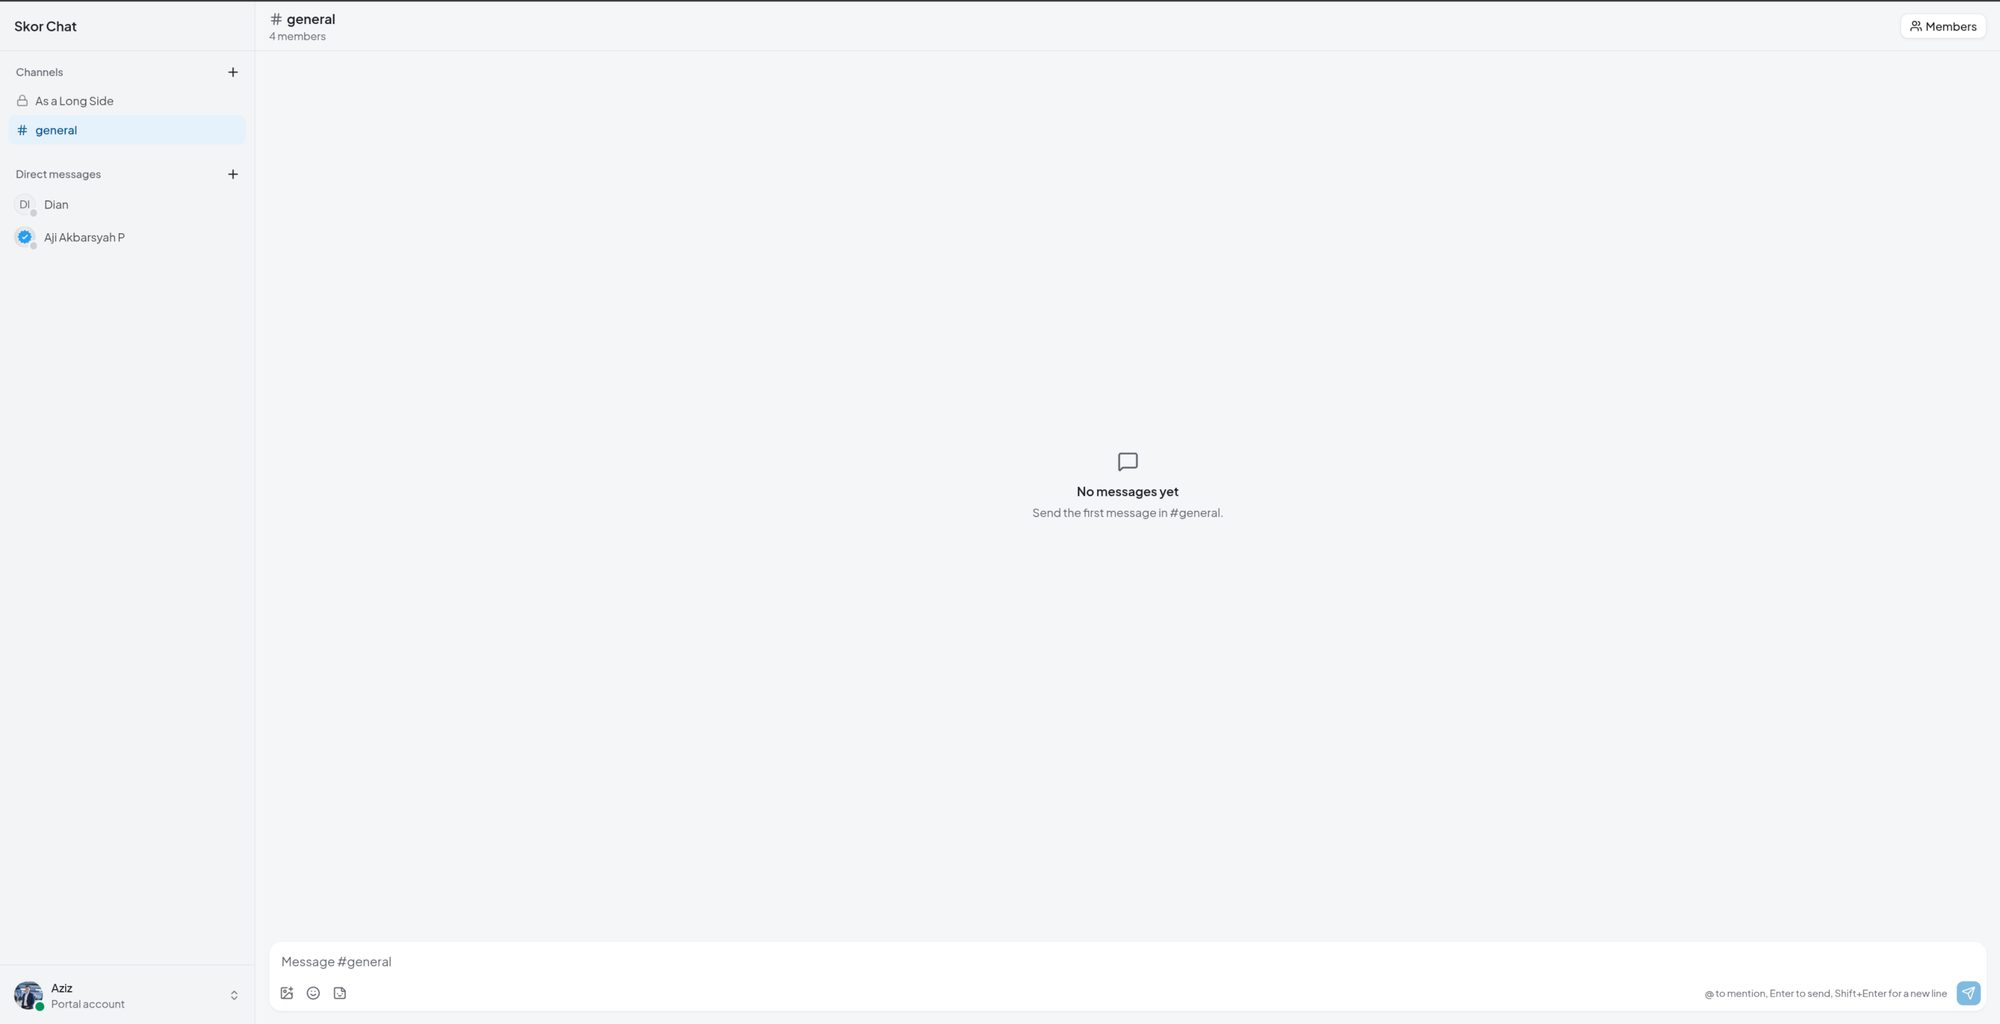 Skor Chat
Channels
As a Long Side
# general
Direct messages
DI Dian
Aji Akbarsyah P
Aziz
Portal account
# general
4 members
Members
No messages yet
Send the first message in #general.
Message #general
@ to mention, Enter to send, Shift+Enter for a new line